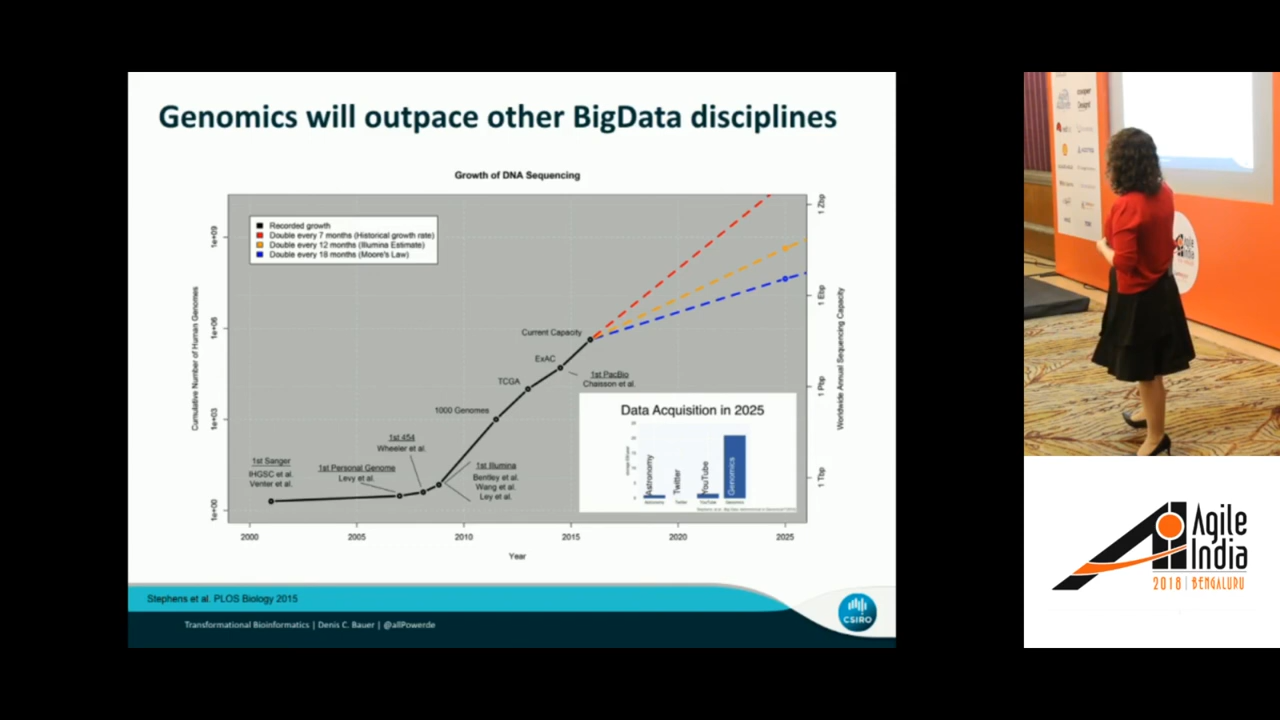 Genomics will outpace other BigData disciplines
Growth of DNA Sequencing
Recorded growth
Double every 7 months (Historical growth rate)
Double every 12 months (Illumina Estimate)
Double every 18 months (Moore's Law)
Cumulative Number of Human Genomes
1e+09
1e+06
1e+03
1e+00
Worldwide Annual Sequencing Capacity
1 Zbp
1 Ebp
1 Pbp
1 Tbp
Current Capacity
ExAC
1st PacBio
Chaisson et al.
TCGA
1000 Genomes
1st 454
Wheeler et al.
1st Sanger
IHGSC et al.
Venter et al.
1st Personal Genome
Levy et al.
1st Illumina
Bentley et al.
Wang et al.
Ley et al.
Data Acquisition in 2025
Astronomy
Twitter
YouTube
Genomics
Astronomy
Twitter
YouTube
Genomics
2000
2005
2010
2015
2020
2025
Year
Stephens et al. PLOS Biology 2015
Transformational Bioinformatics | Denis C. Bauer | @allPowerde
CSIRO
Agile
India
Agile
India
2018 | BENGALURU